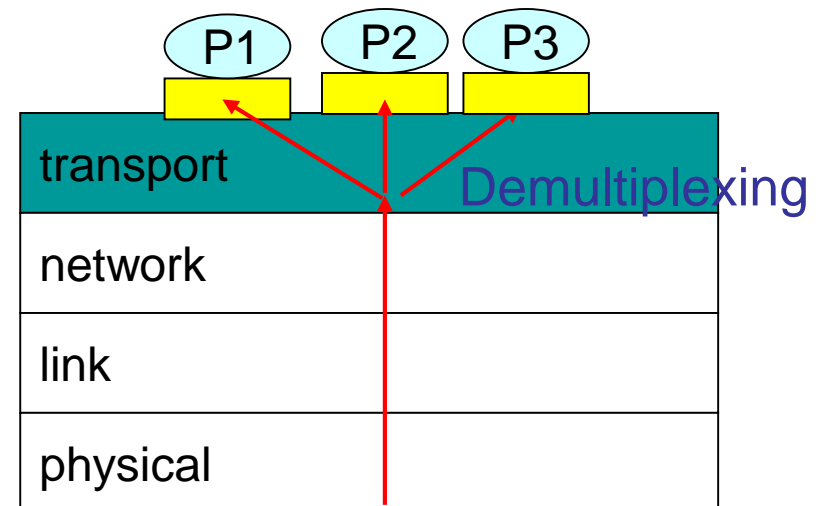 P1 P2 P3
transport
Demultiplexing
network
link
physical